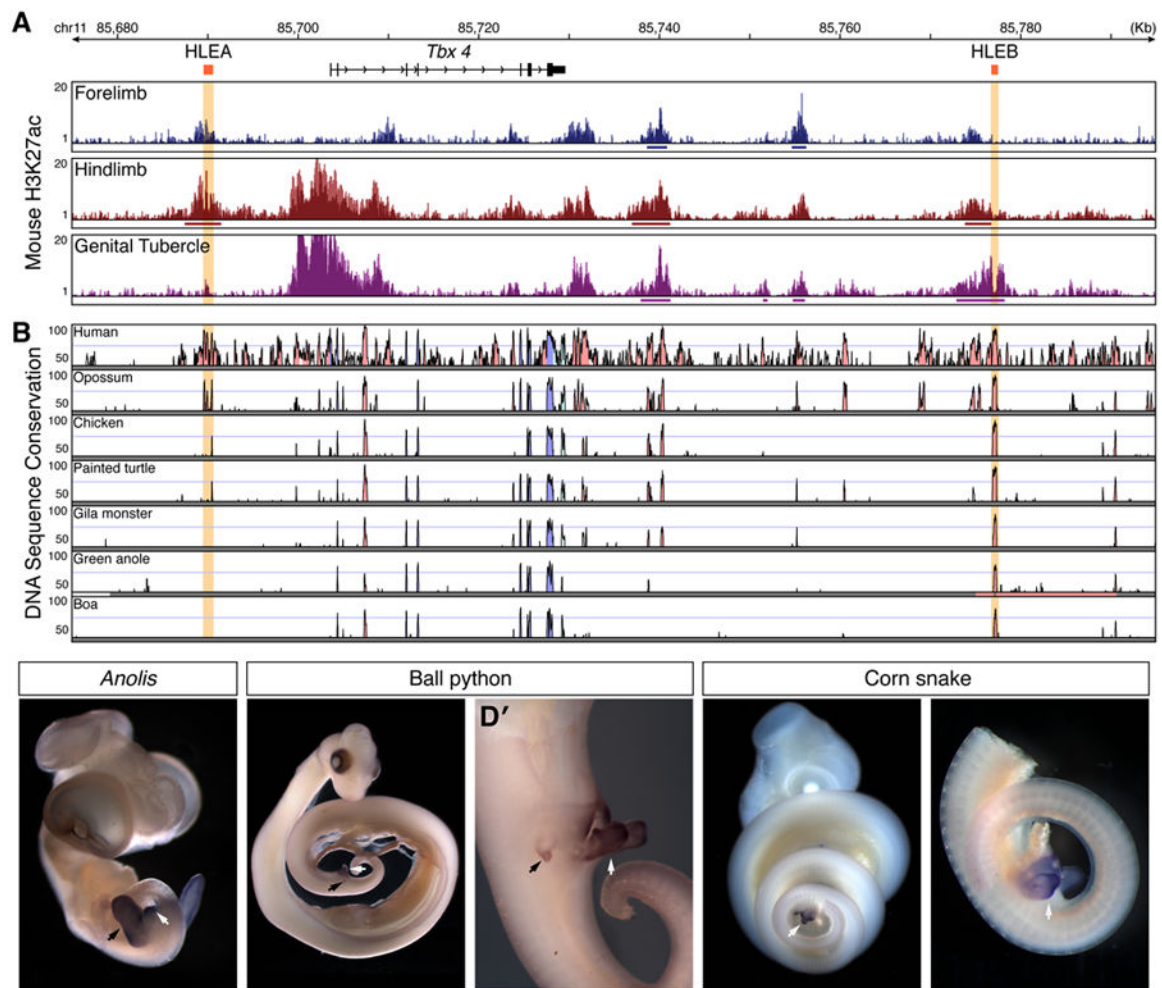 A
chr11 85,680 85,700 85,720 85,740 85,760 85,780 (Kb)
HLEA Tbx 4 HLEB
Mouse H3K27ac
20
Forelimb
1
20
Hindlimb
1
20
Genital Tubercle
1
B
DNA Sequence Conservation
100
Human
50
100
Opossum
50
100
Chicken
50
100
Painted turtle
50
100
Gila monster
50
100
Green anole
50
100
Boa
50
Anolis Ball python Corn snake
D′